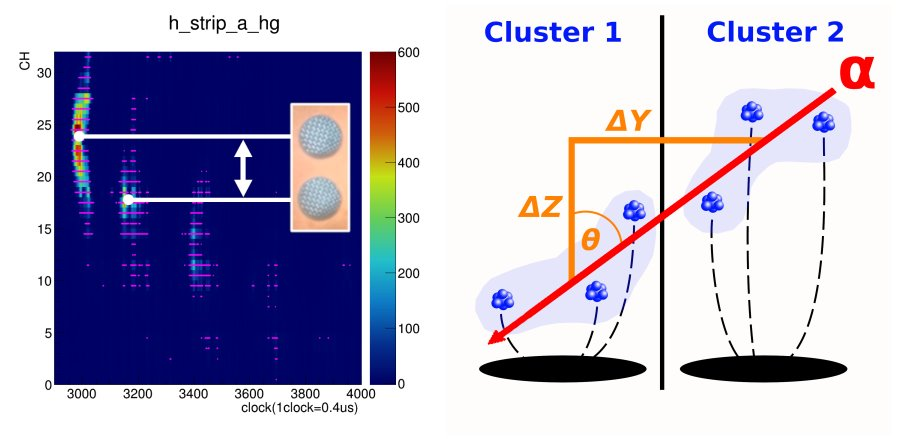 h_strip_a_hg
CH
30
25
20
15
10
5
0
3000 3200 3400 3600 3800 4000
clock(1clock=0.4us)
600
500
400
300
200
100
0
Cluster 1
Cluster 2
α
ΔY
ΔZ
θ